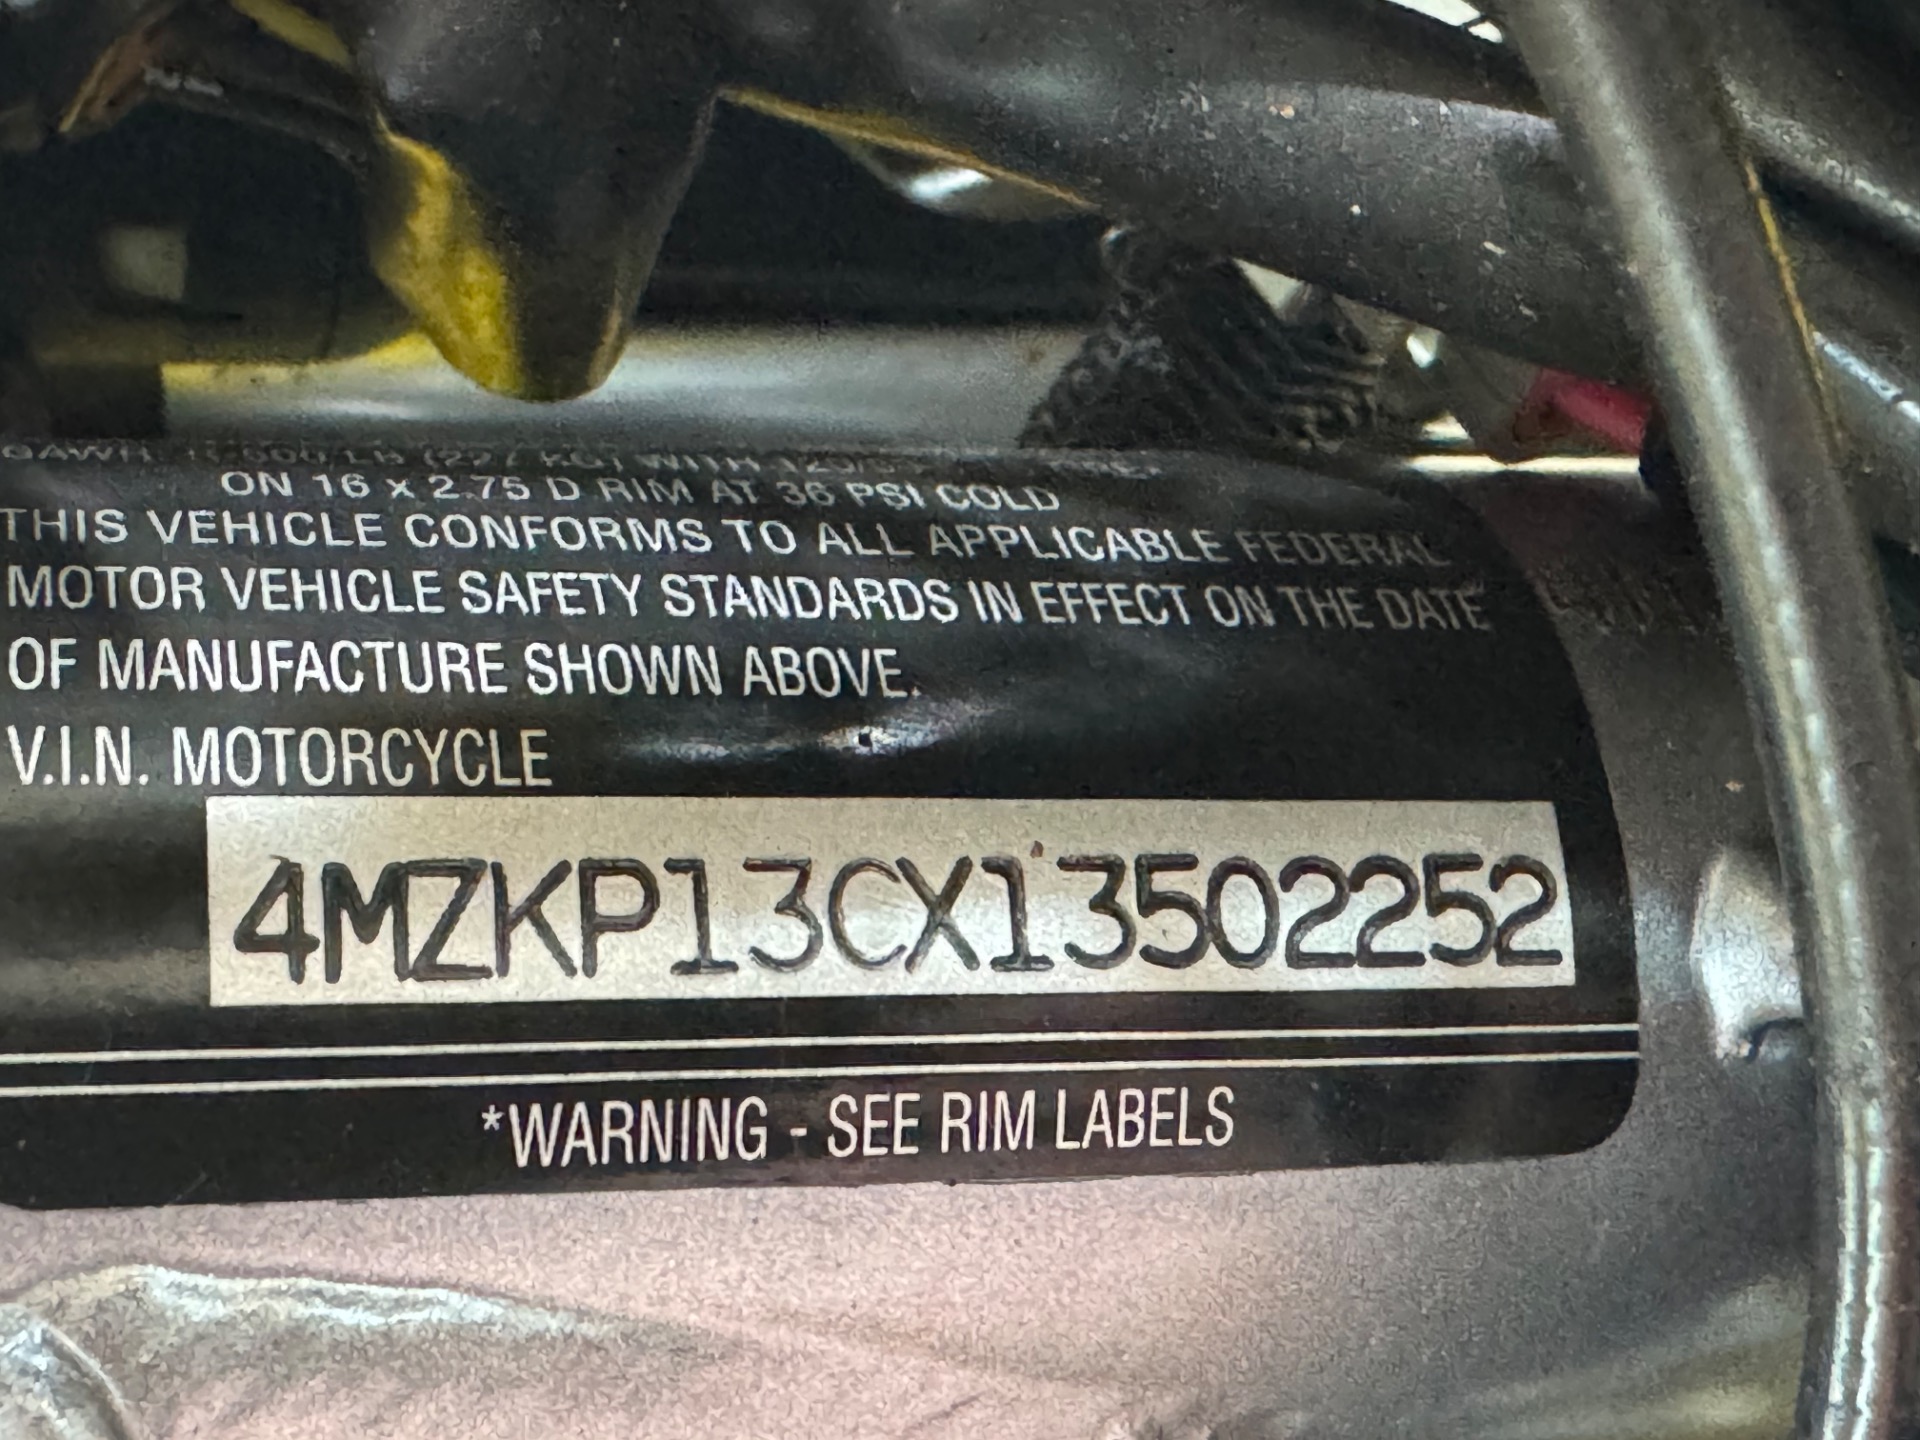 ON 16 x 2.75 D RIM AT 36 PSI COLD
THIS VEHICLE CONFORMS TO ALL APPLICABLE FEDERAL
MOTOR VEHICLE SAFETY STANDARDS IN EFFECT ON THE DATE
OF MANUFACTURE SHOWN ABOVE.
V.I.N. MOTORCYCLE
4MZKP13CX13502252
*WARNING - SEE RIM LABELS